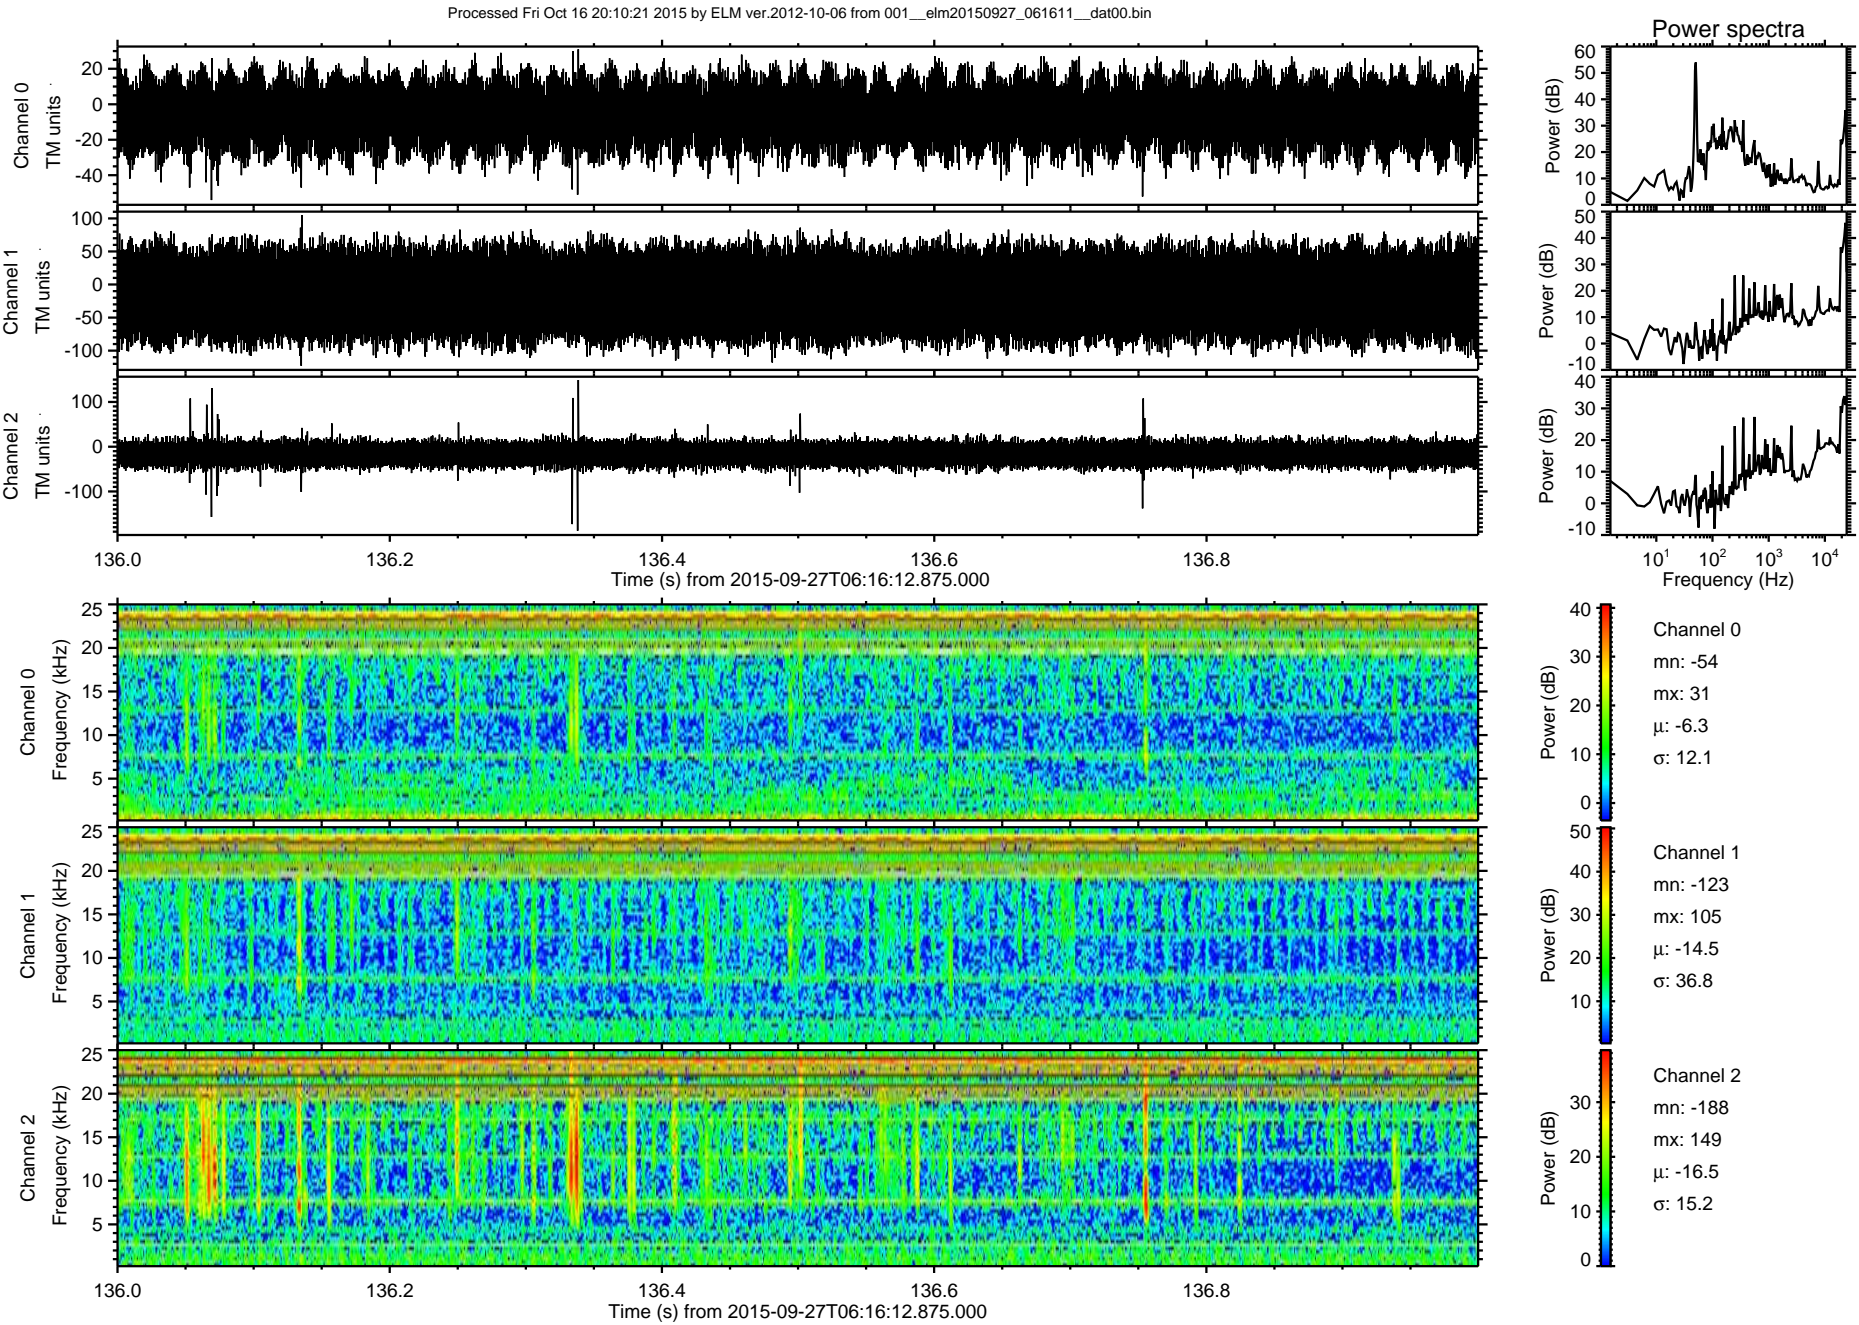 Processed Fri Oct 16 20:10:21 2015 by ELM ver.2012-10-06 from 001__elm20150927_061611__dat00.bin
Power spectra
Channel 0
TM units
20
0
-20
-40
Power (dB)
60
50
40
30
20
10
0
Channel 1
TM units
100
50
0
-50
-100
Power (dB)
50
40
30
20
10
0
-10
Channel 2
TM units
100
0
-100
Power (dB)
40
30
20
10
0
-10
136.0 136.2 136.4 136.6 136.8
Time (s) from 2015-09-27T06:16:12.875.000
10¹ 10² 10³ 10⁴
Frequency (Hz)
Channel 0
Frequency (kHz)
25
20
15
10
5
Power (dB)
40
30
20
10
0
Channel 0
mn: -54
mx: 31
μ: -6.3
σ: 12.1
Channel 1
Frequency (kHz)
25
20
15
10
5
Power (dB)
50
40
30
20
10
Channel 1
mn: -123
mx: 105
μ: -14.5
σ: 36.8
Channel 2
Frequency (kHz)
25
20
15
10
5
Power (dB)
30
20
10
0
Channel 2
mn: -188
mx: 149
μ: -16.5
σ: 15.2
136.0 136.2 136.4 136.6 136.8
Time (s) from 2015-09-27T06:16:12.875.000